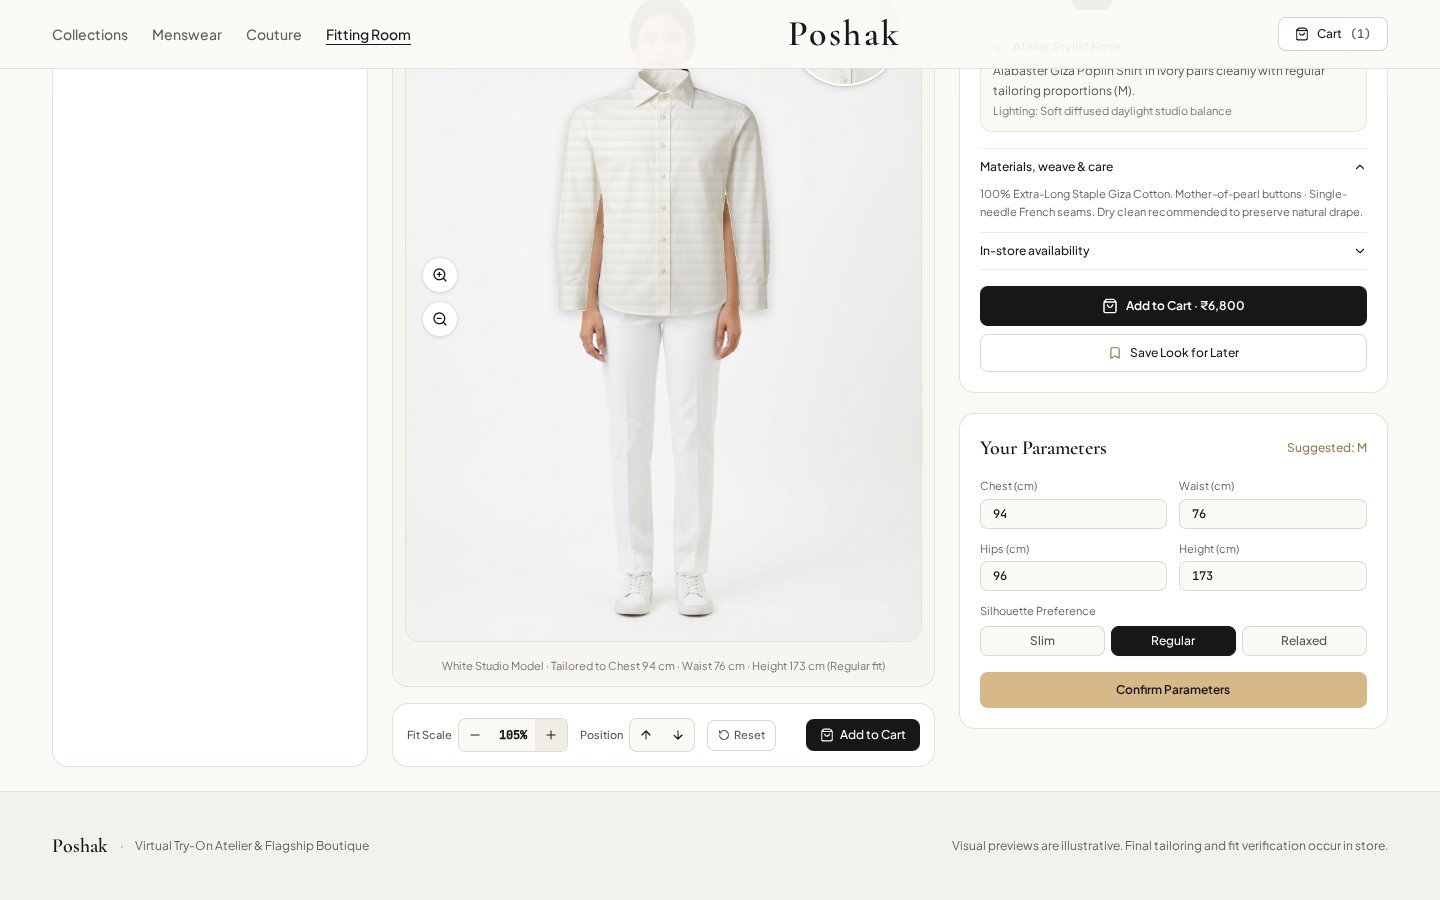 Collections
Menswear
Couture
Fitting Room
Poshak
Cart (1)
Atelier Stylist Note
Alabaster Giza Poplin Shirt in Ivory pairs cleanly with regular
tailoring proportions (M).
Lighting: Soft diffused daylight studio balance
Materials, weave & care
100% Extra-Long Staple Giza Cotton. Mother-of-pearl buttons · Single-
needle French seams. Dry clean recommended to preserve natural drape.
In-store availability
Add to Cart · ₹6,800
Save Look for Later
Your Parameters
Suggested: M
Chest (cm)
Waist (cm)
94
76
Hips (cm)
Height (cm)
96
173
Silhouette Preference
Slim
Regular
Relaxed
Confirm Parameters
White Studio Model · Tailored to Chest 94 cm · Waist 76 cm · Height 173 cm (Regular fit)
Fit Scale
105%
Position
Reset
Add to Cart
Poshak · Virtual Try-On Atelier & Flagship Boutique
Visual previews are illustrative. Final tailoring and fit verification occur in store.